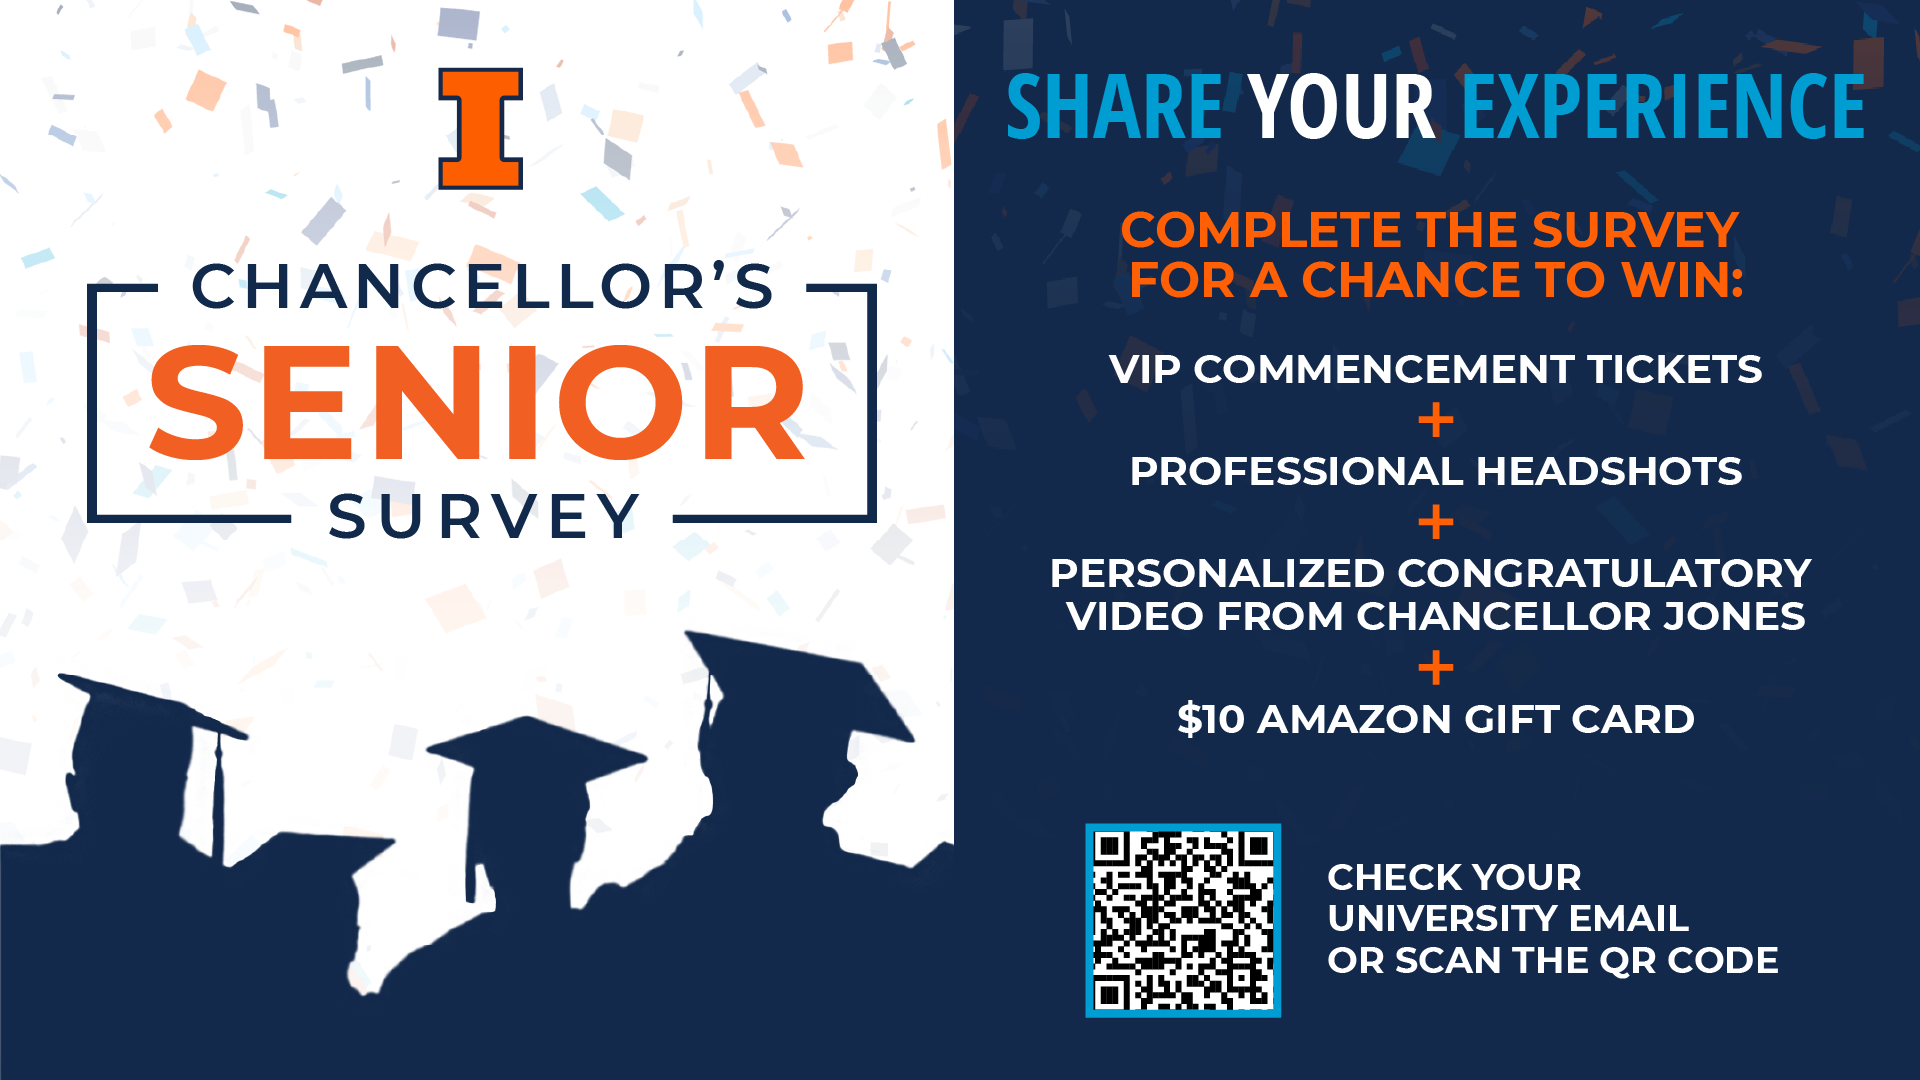 I
CHANCELLOR'S
SENIOR
SURVEY
SHARE YOUR EXPERIENCE
COMPLETE THE SURVEY
FOR A CHANCE TO WIN:
VIP COMMENCEMENT TICKETS
+
PROFESSIONAL HEADSHOTS
+
PERSONALIZED CONGRATULATORY
VIDEO FROM CHANCELLOR JONES
+
$10 AMAZON GIFT CARD
CHECK YOUR
UNIVERSITY EMAIL
OR SCAN THE QR CODE